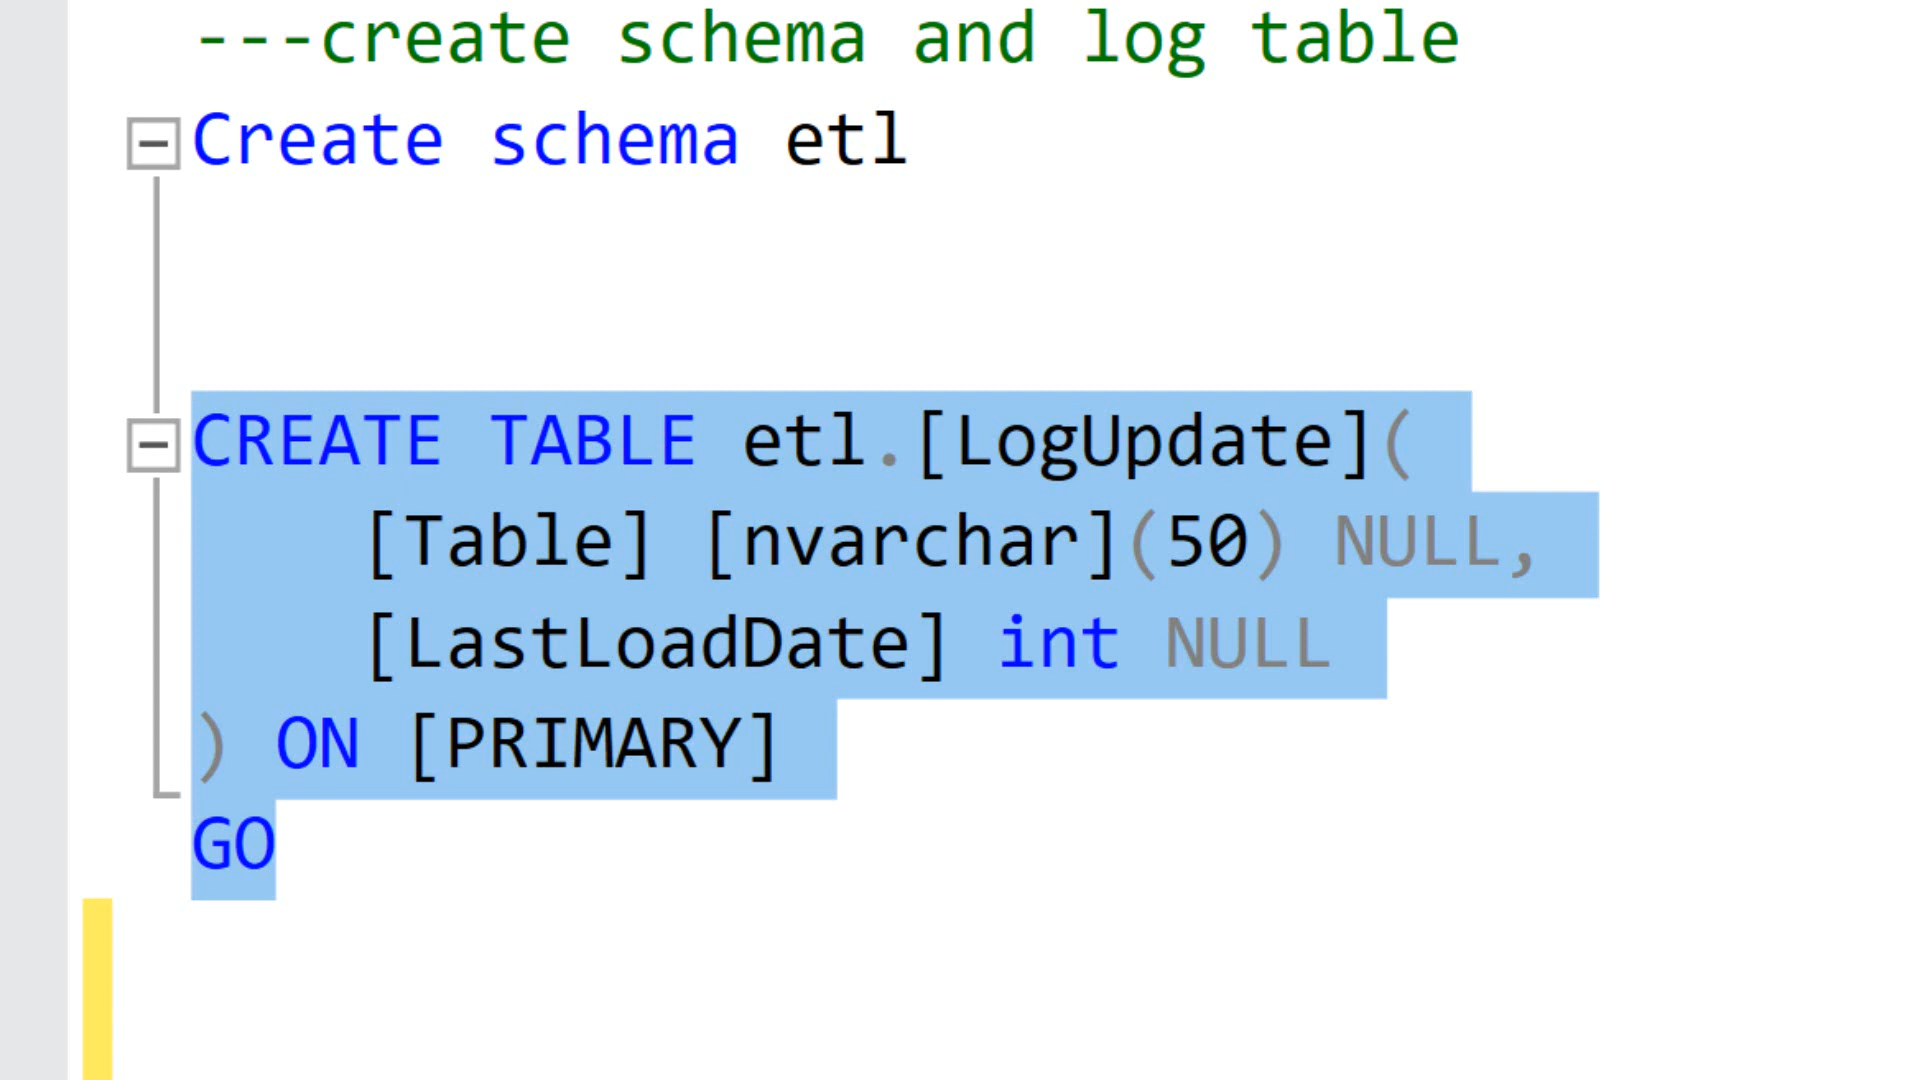 ---create schema and log table
Create schema etl
CREATE TABLE etl.[LogUpdate](
[Table] [nvarchar](50) NULL,
[LastLoadDate] int NULL
) ON [PRIMARY]
GO